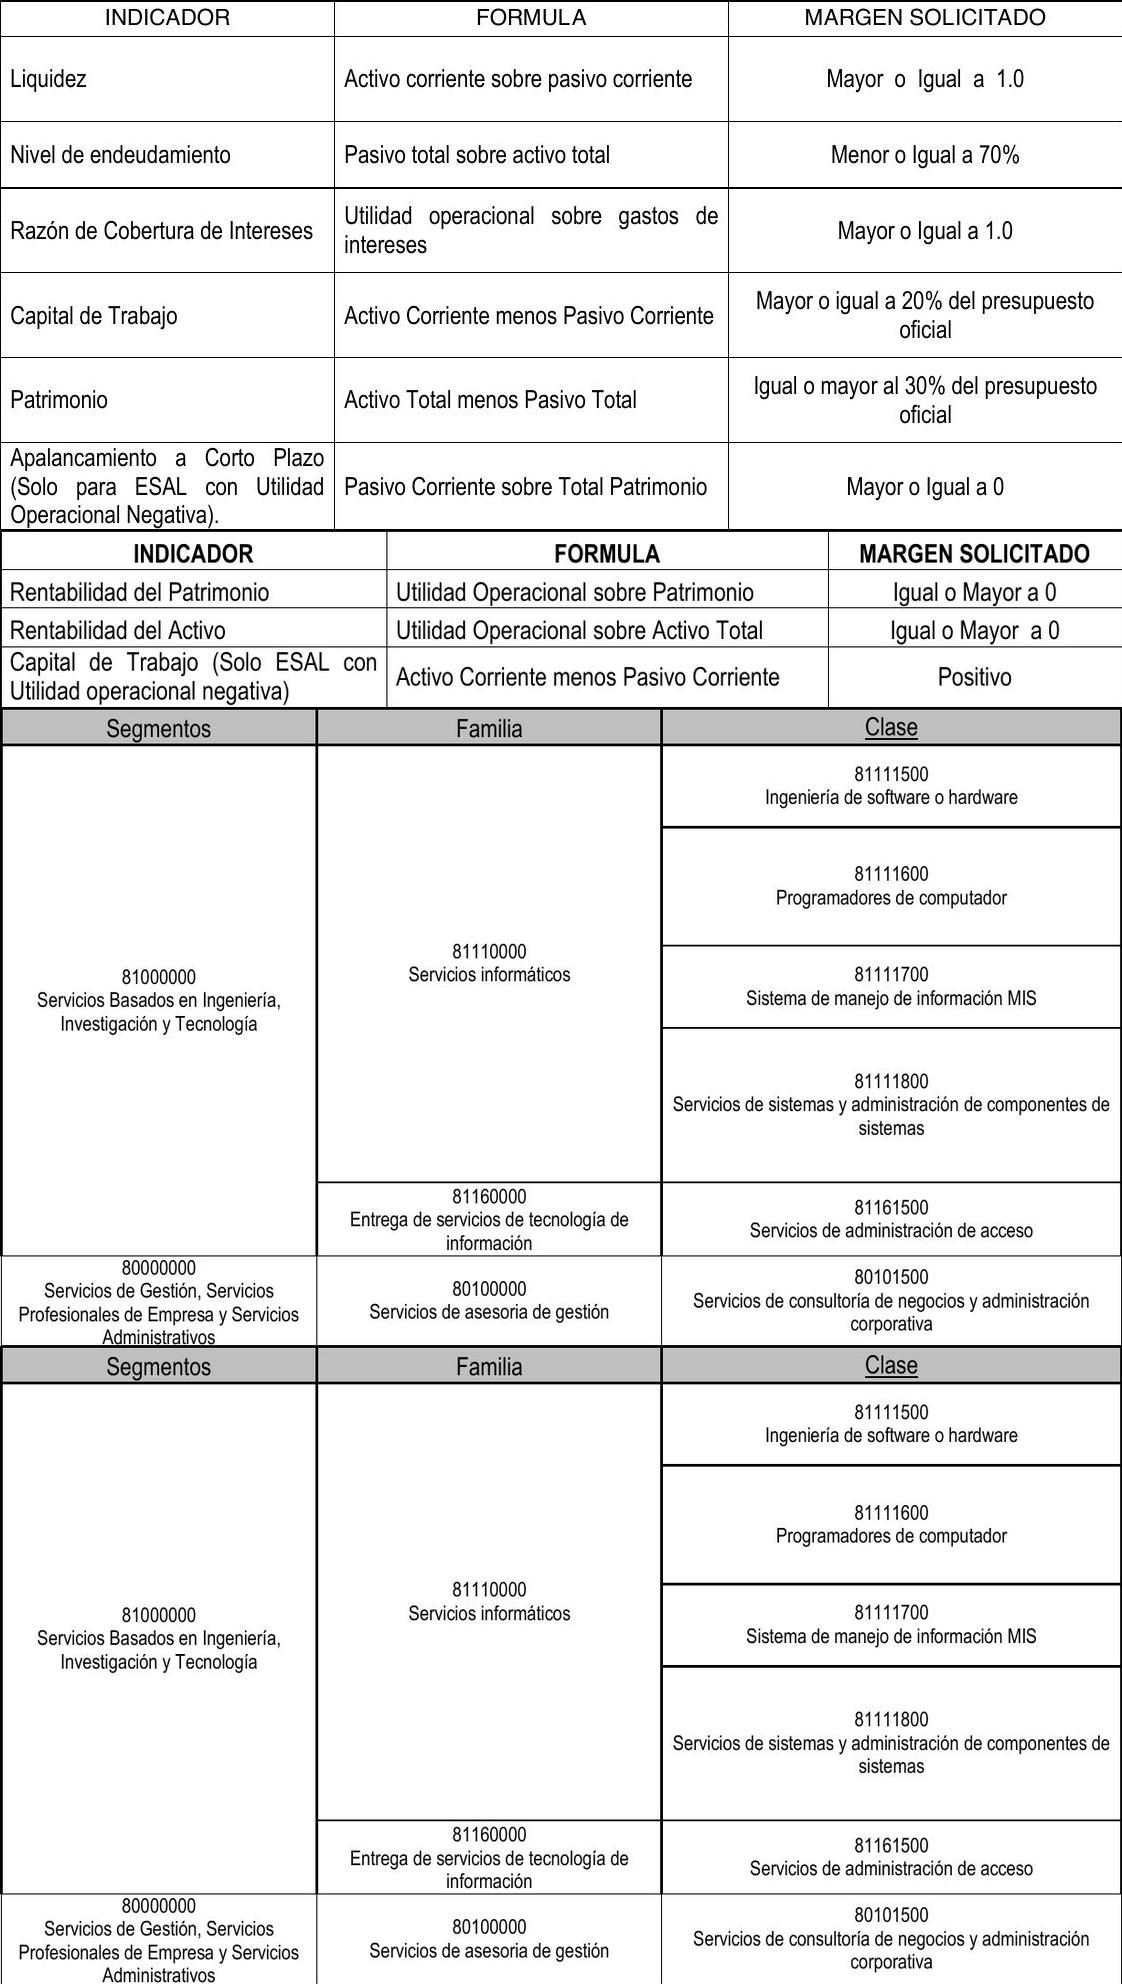 INDICADOR FORMULA MARGEN SOLICITADO
Liquidez Activo corriente sobre pasivo corriente Mayor o Igual a 1.0
Nivel de endeudamiento Pasivo total sobre activo total Menor o Igual a 70%
Razón de Cobertura de Intereses
Utilidad operacional sobre gastos de
intereses
Mayor o Igual a 1.0
Capital de Trabajo Activo Corriente menos Pasivo Corriente
Mayor o igual a 20% del presupuesto
oficial
Patrimonio Activo Total menos Pasivo Total
Igual o mayor al 30% del presupuesto
oficial
Apalancamiento a Corto Plazo
(Solo para ESAL con Utilidad
Operacional Negativa).
Pasivo Corriente sobre Total Patrimonio Mayor o Igual a 0
INDICADOR FORMULA MARGEN SOLICITADO
Rentabilidad del Patrimonio Utilidad Operacional sobre Patrimonio Igual o Mayor a 0
Rentabilidad del Activo Utilidad Operacional sobre Activo Total Igual o Mayor a 0
Capital de Trabajo (Solo ESAL con
Utilidad operacional negativa)
Activo Corriente menos Pasivo Corriente Positivo
Segmentos Familia Clase
81000000
Servicios Basados en Ingeniería,
Investigación y Tecnología
81110000
Servicios informáticos
81111500
Ingeniería de software o hardware
81111600
Programadores de computador
81111700
Sistema de manejo de información MIS
81111800
Servicios de sistemas y administración de componentes de
sistemas
81160000
Entrega de servicios de tecnología de
información
81161500
Servicios de administración de acceso
80000000
Servicios de Gestión, Servicios
Profesionales de Empresa y Servicios
Administrativos
80100000
Servicios de asesoria de gestión
80101500
Servicios de consultoría de negocios y administración
corporativa
Segmentos Familia Clase
81000000
Servicios Basados en Ingeniería,
Investigación y Tecnología
81110000
Servicios informáticos
81111500
Ingeniería de software o hardware
81111600
Programadores de computador
81111700
Sistema de manejo de información MIS
81111800
Servicios de sistemas y administración de componentes de
sistemas
81160000
Entrega de servicios de tecnología de
información
81161500
Servicios de administración de acceso
80000000
Servicios de Gestión, Servicios
Profesionales de Empresa y Servicios
Administrativos
80100000
Servicios de asesoria de gestión
80101500
Servicios de consultoría de negocios y administración
corporativa